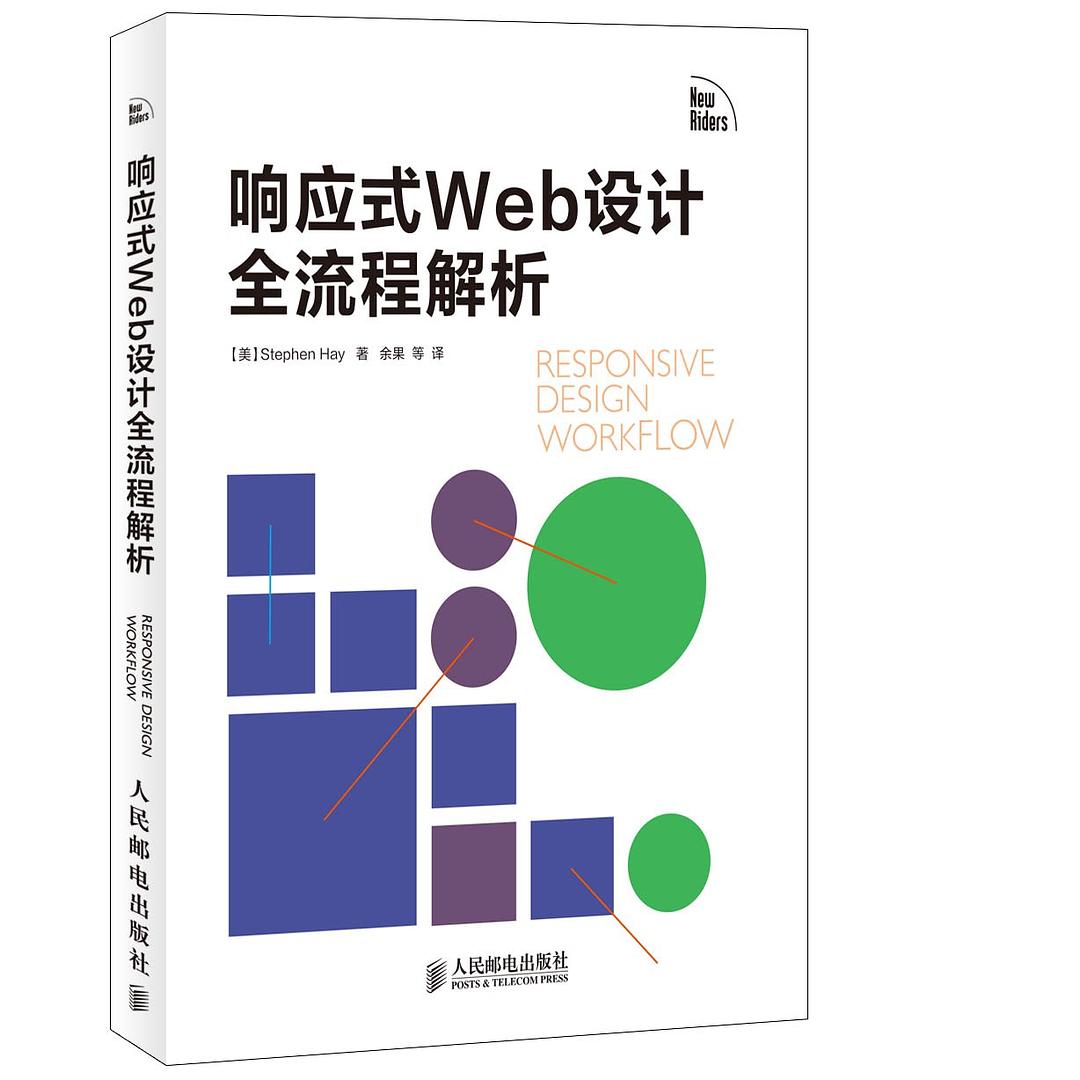 New
Riders
响应式Web设计全流程解析
RESPONSIVE DESIGN
WORKFLOW
人民邮电出版社
New
Riders
响应式Web设计
全流程解析
【美】Stephen Hay 著 余果 等 译
RESPONSIVE
DESIGN
WORKFLOW
人民邮电出版社
POSTS & TELECOM PRESS